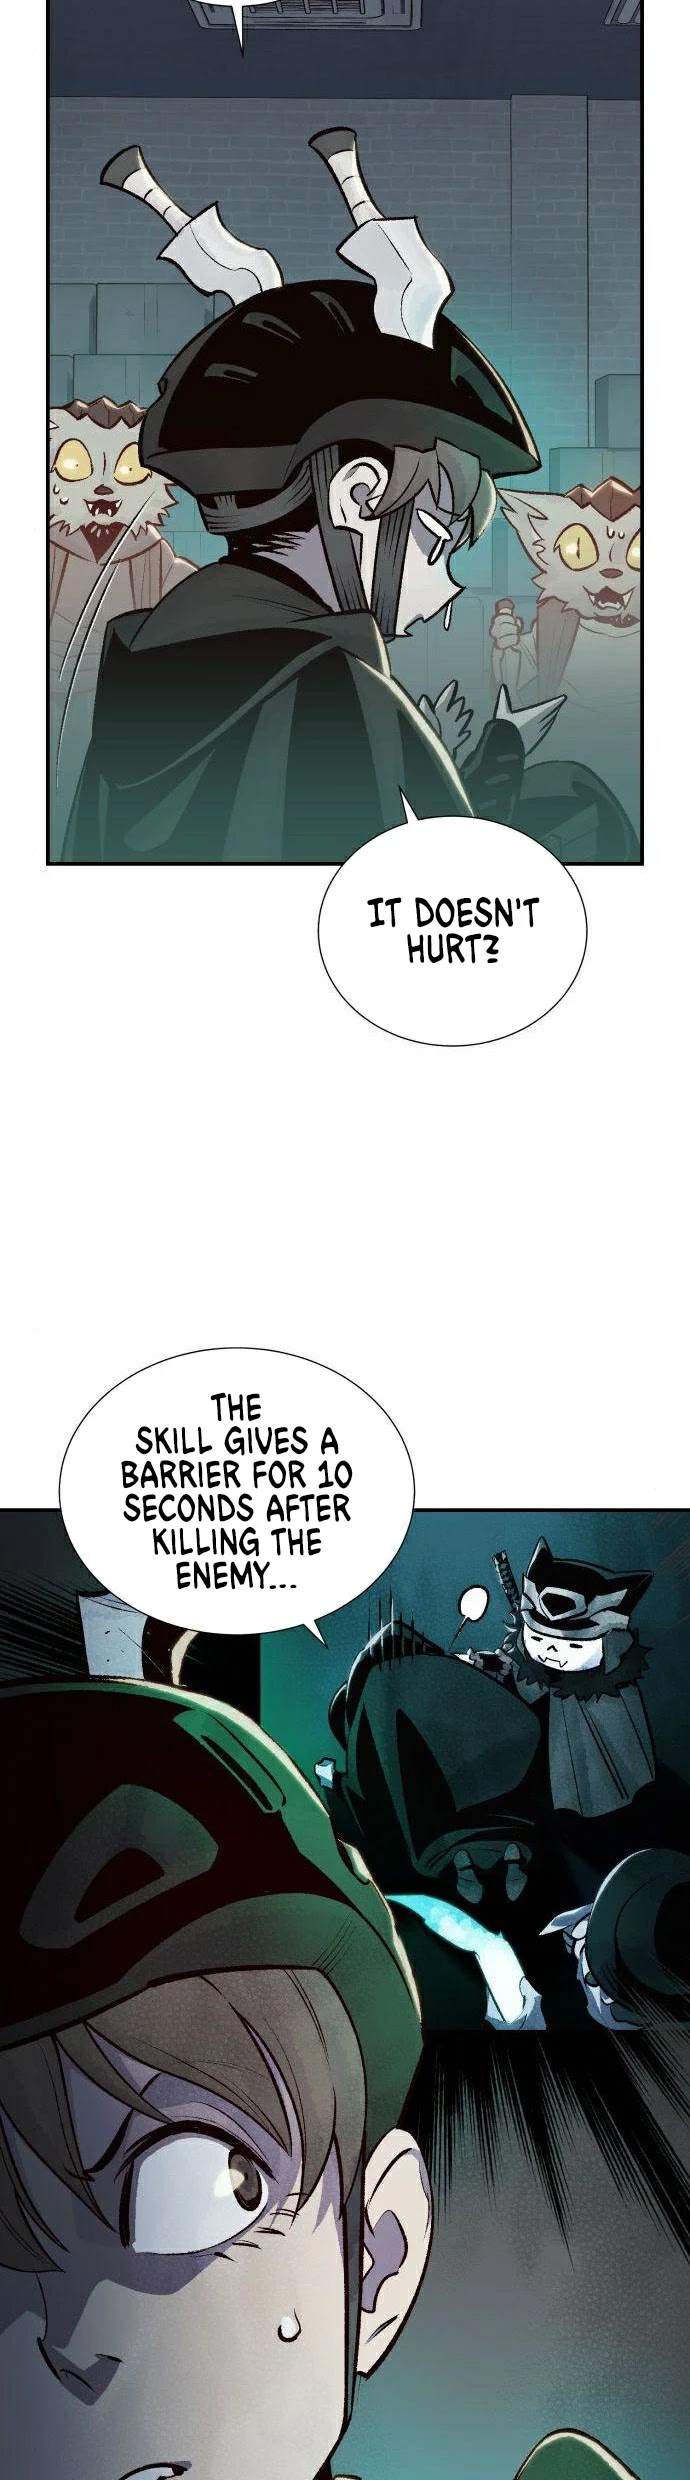 IT DOESN'T
HURT?
THE
SKILL GIVES A
BARRIER FOR 10
SECONDS AFTER
KILLING THE
ENEMY...